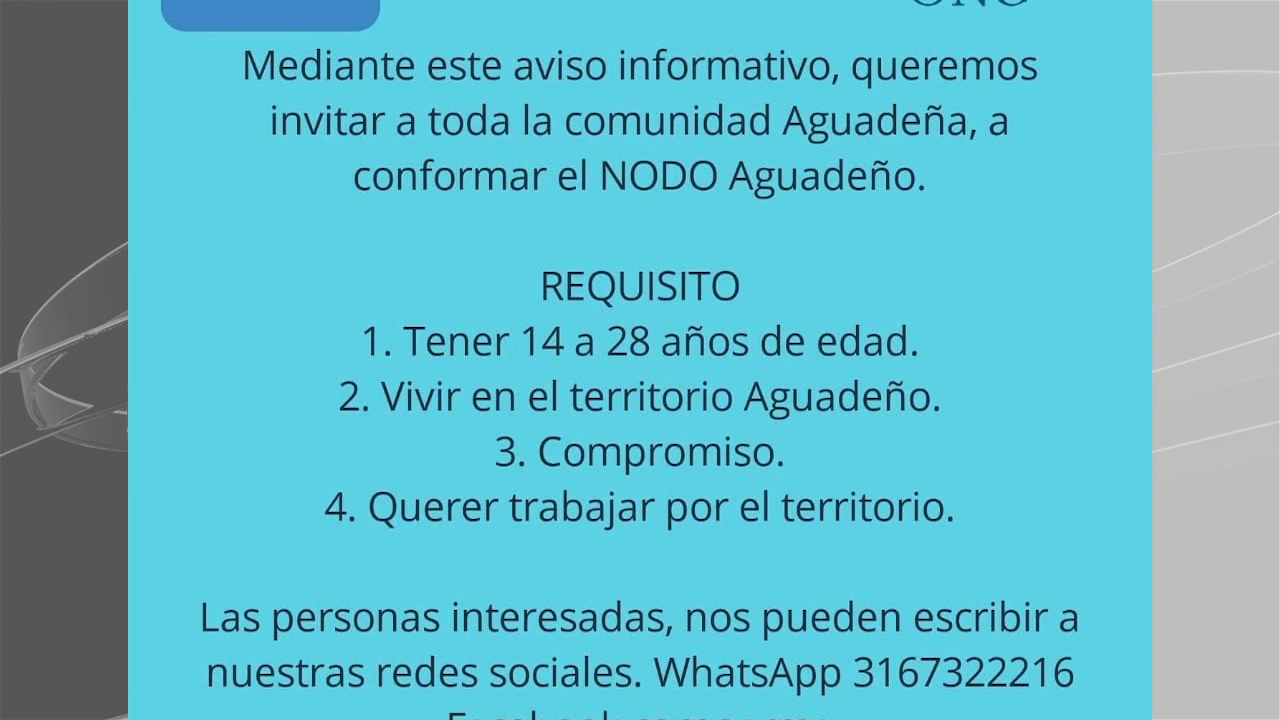 Mediante este aviso informativo, queremos
invitar a toda la comunidad Aguadeña, a
conformar el NODO Aguadeño.
REQUISITO
1. Tener 14 a 28 años de edad.
2. Vivir en el territorio Aguadeño.
3. Compromiso.
4. Querer trabajar por el territorio.
Las personas interesadas, nos pueden escribir a
nuestras redes sociales. WhatsApp 3167322216